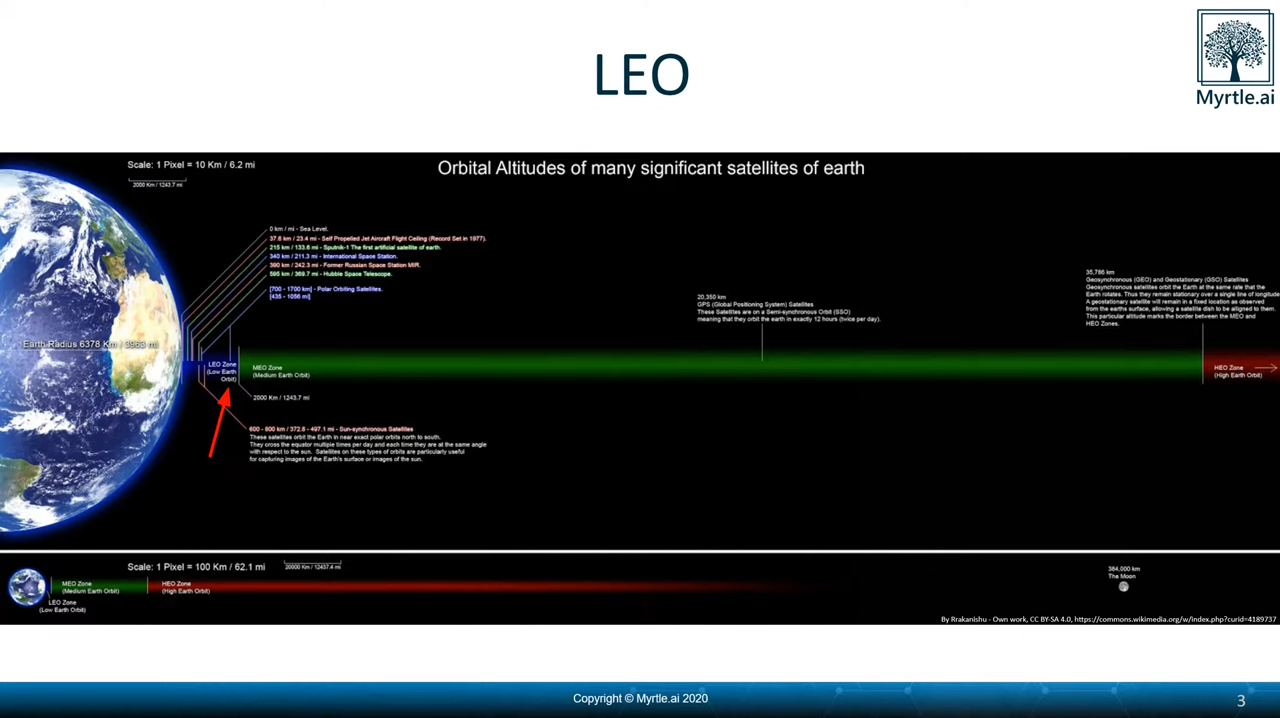 LEO
Myrtle.ai
Scale: 1 Pixel = 10 Km / 6.2 mi
2000 Km / 1243.7 mi
Orbital Altitudes of many significant satellites of earth
0 km / mi - Sea Level.
37.6 km / 23.4 mi - Self Propelled Jet Aircraft Flight Ceiling (Record Set in 1977).
215 km / 133.6 mi - Sputnik-1 The first artificial satellite of earth.
340 km / 211.3 mi - International Space Station.
390 km / 242.3 mi - Former Russian Space Station MIR.
595 km / 369.7 mi - Hubble Space Telescope.
[700 - 1700 km] - Polar Orbiting Satellites.
[435 - 1056 mi]
35,786 km
Geosynchronous (GEO) and Geostationary (GSO) Satellites
Geosynchronous satellites orbit the Earth at the same rate that the
Earth rotates. Thus they remain stationary over a single line of longitude
A geostationary satellite will remain in a fixed location as observed
from the earths surface, allowing a satellite dish to be aligned to them.
This particular altitude marks the border between the MEO and
HEO Zones.
20,350 km
GPS (Global Positioning System) Satellites
These Satellites are on a Semi-synchronous Orbit (SSO)
meaning that they orbit the earth in exactly 12 hours (twice per day).
Earth Radius 6378 Km / 3963 mi
LEO Zone
(Low Earth
Orbit)
MEO Zone
(Medium Earth Orbit)
HEO Zone
(High Earth Orbit)
2000 Km / 1243.7 mi
600 - 800 km / 372.8 - 497.1 mi - Sun-synchronous Satellites
These satellites orbit the Earth in near exact polar orbits north to south.
They cross the equator multiple times per day and each time they are at the same angle
with respect to the sun. Satellites on these types of orbits are particularly useful
for capturing images of the Earth's surface or images of the sun.
Scale: 1 Pixel = 100 Km / 62.1 mi
20000 Km / 12437.4 mi
MEO Zone
(Medium Earth Orbit)
HEO Zone
(High Earth Orbit)
LEO Zone
(Low Earth Orbit)
384,000 km
The Moon
By Rrakanishu - Own work, CC BY-SA 4.0, https://commons.wikimedia.org/w/index.php?curid=4189737
Copyright © Myrtle.ai 2020
3